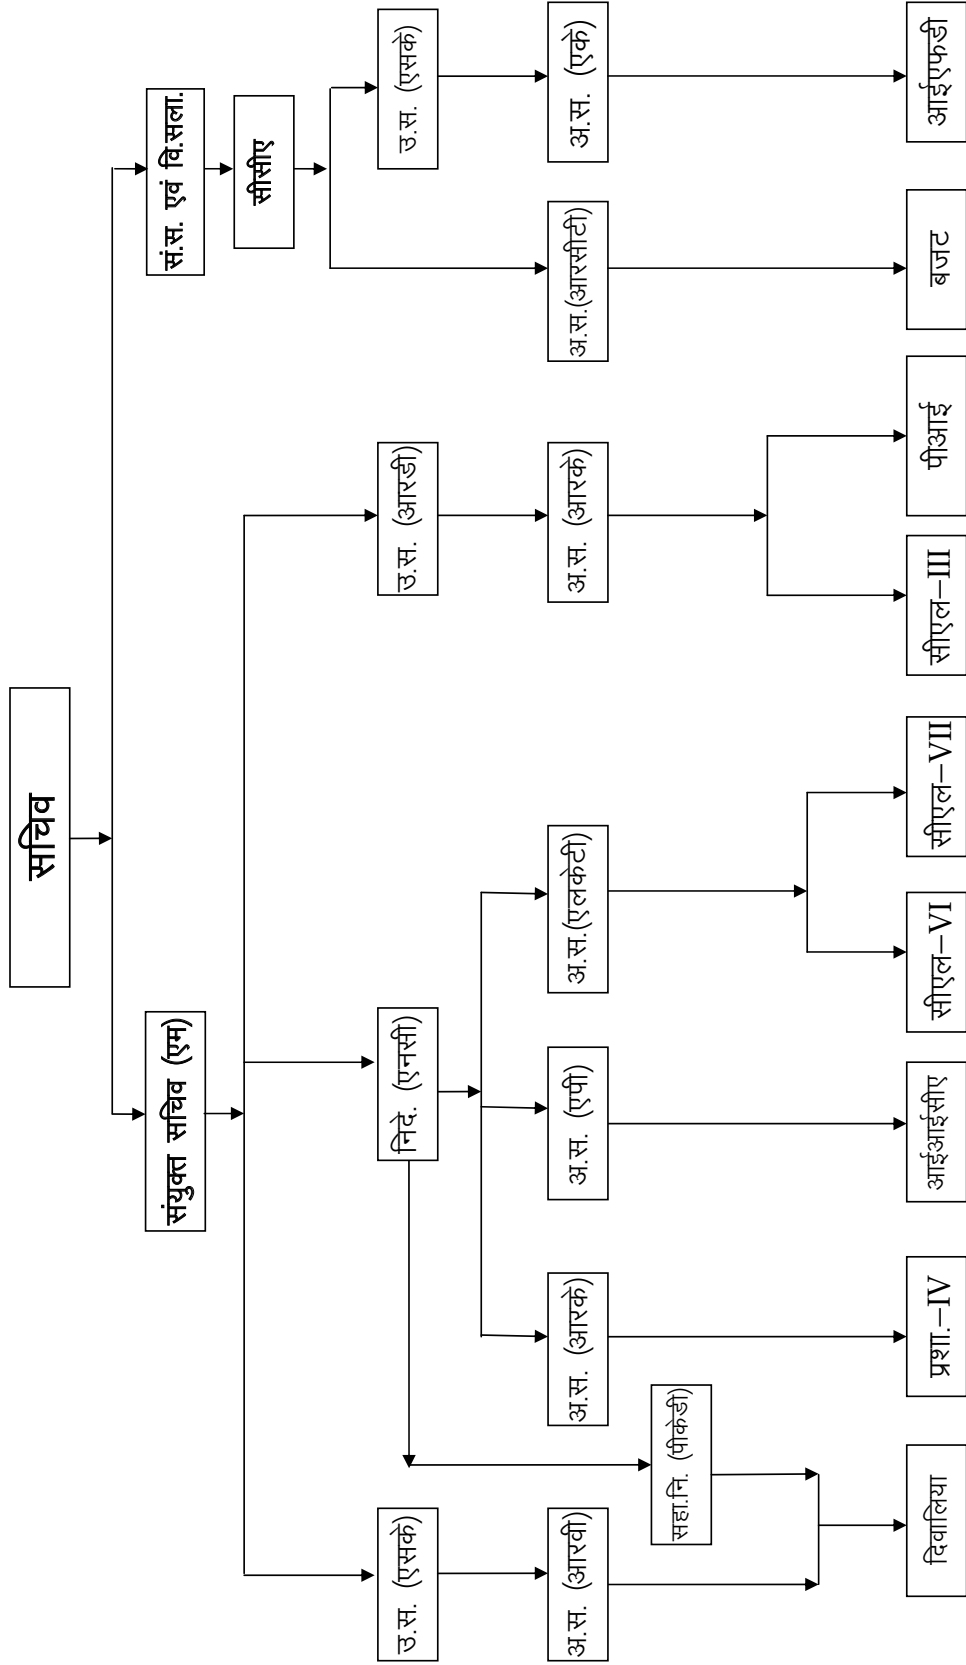 सचिव
संयुक्त सचिव (एम)
सं.स. एवं वि.सला.
सीसीए
उ.स. (एसके)
निदे. (एनसी)
उ.स. (आरडी)
उ.स. (एसके)
अ.स. (आरवी)
अ.स. (आरके)
अ.स. (एपी)
अ.स.(एलकेटी)
अ.स. (आरके)
अ.स.(आरसीटी)
अ.स. (एके)
सहा.नि. (पीकेडी)
दिवालिया
प्रशा.–IV
आईआईसीए
सीएल–VI
सीएल–VII
सीएल–III
पीआई
बजट
आईएफडी